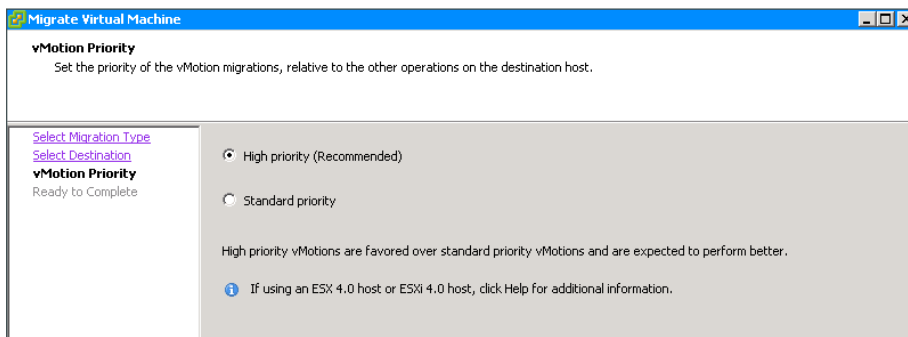 Migrate Virtual Machine
vMotion Priority
Set the priority of the vMotion migrations, relative to the other operations on the destination host.
Select Migration Type
Select Destination
vMotion Priority
Ready to Complete
High priority (Recommended)
Standard priority
High priority vMotions are favored over standard priority vMotions and are expected to perform better.
If using an ESX 4.0 host or ESXi 4.0 host, click Help for additional information.